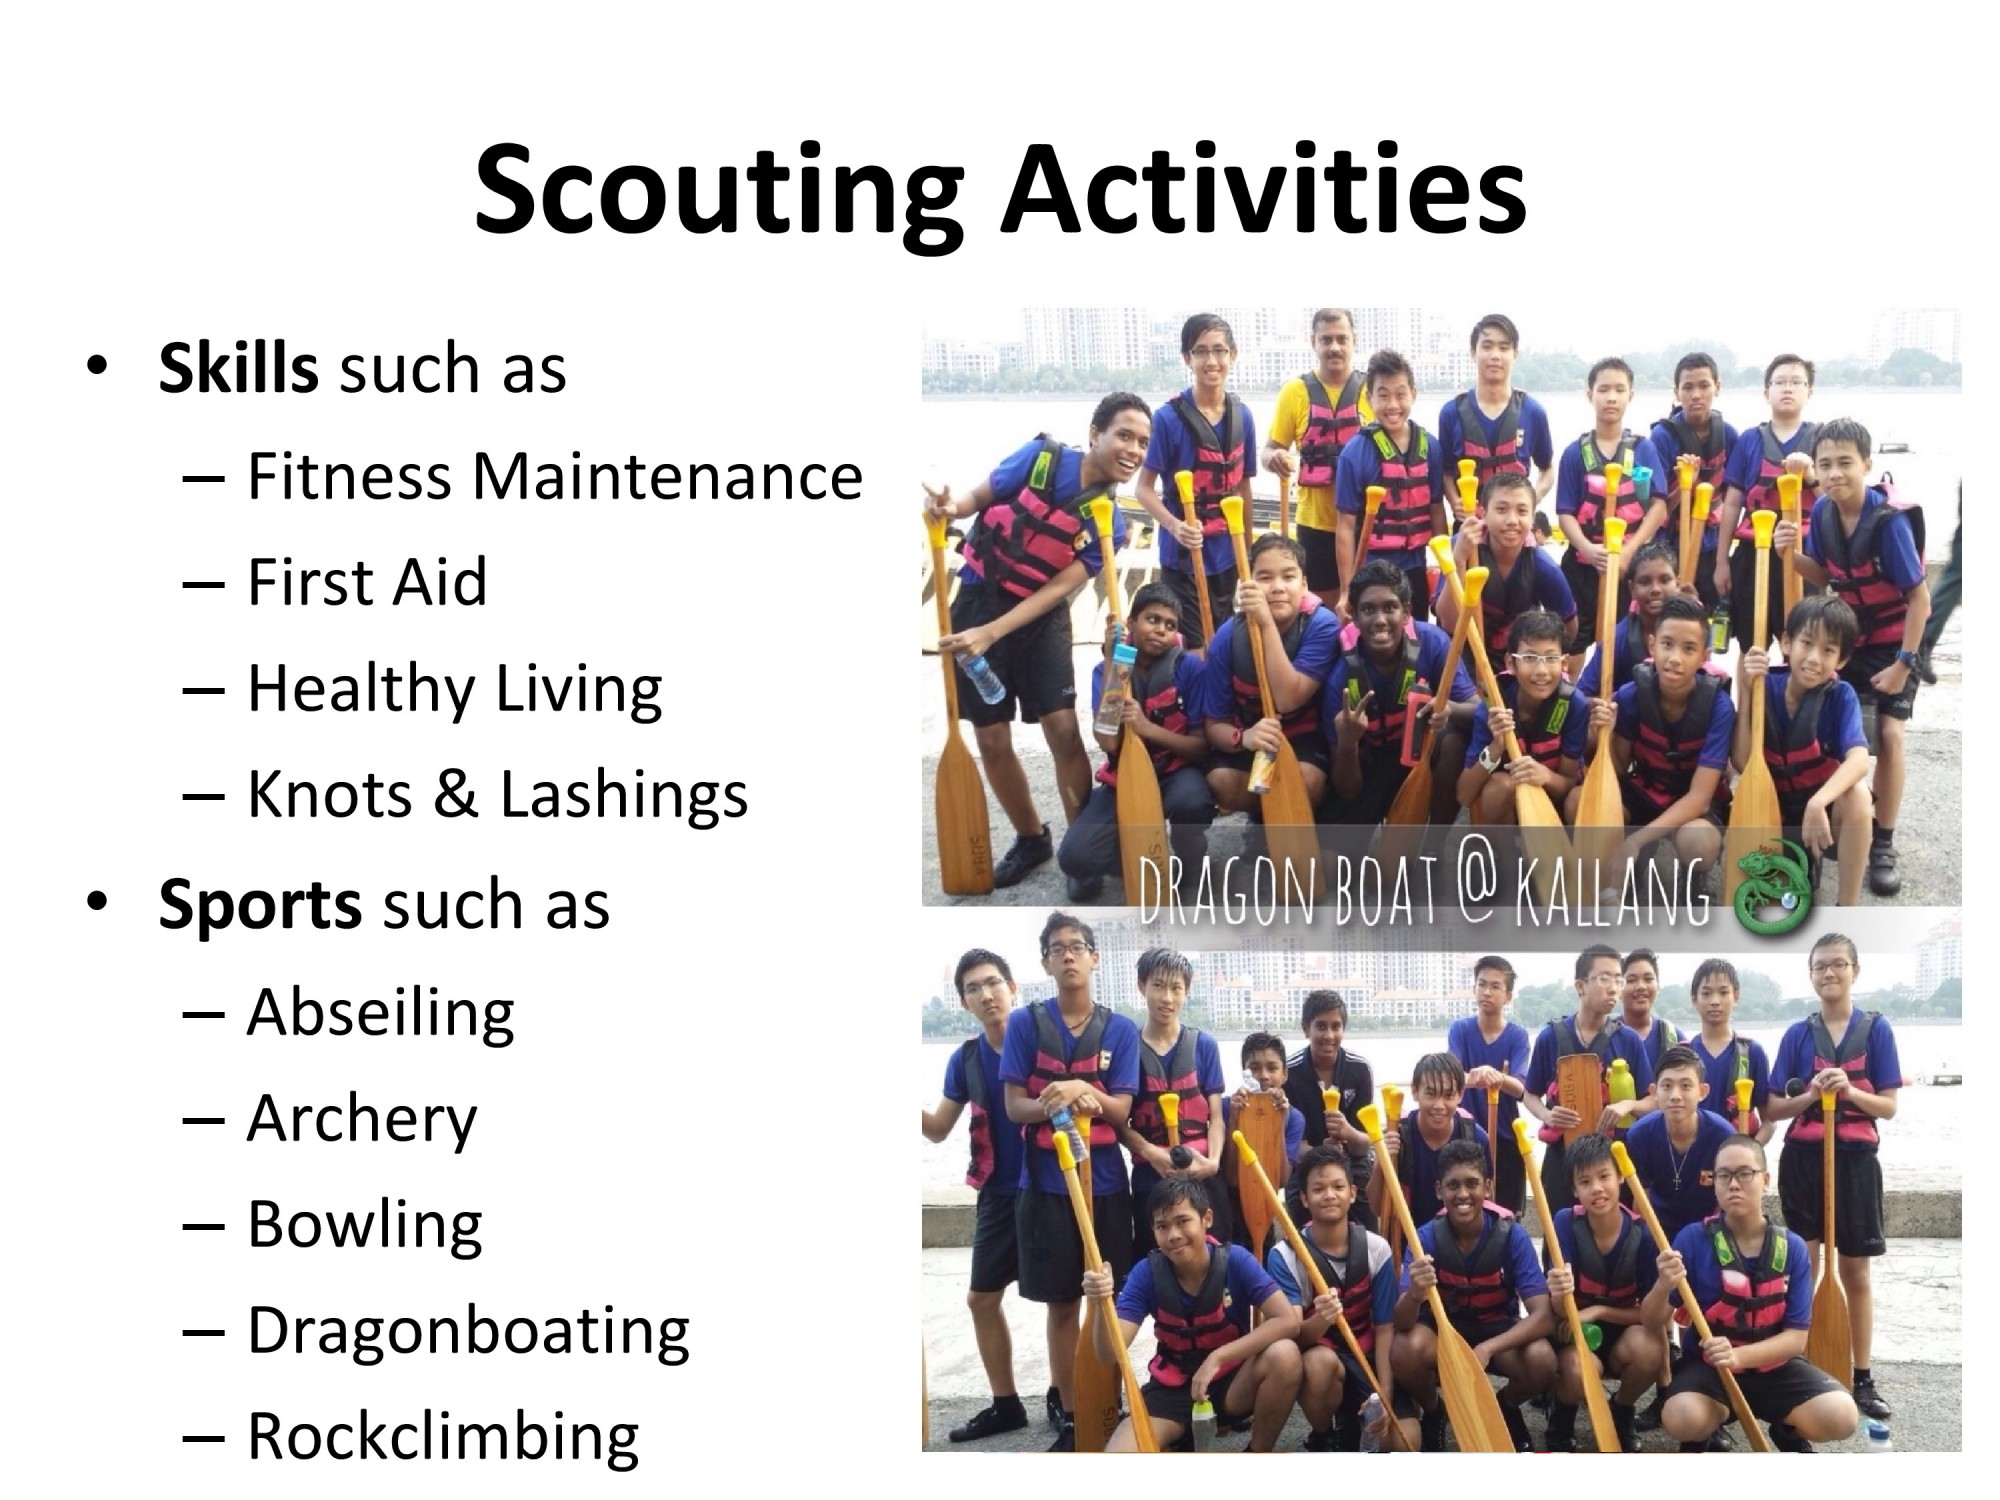 Scouting Activities
• Skills such as
– Fitness Maintenance
– First Aid
– Healthy Living
– Knots & Lashings
• Sports such as
– Abseiling
– Archery
– Bowling
– Dragonboating
– Rockclimbing
DRAGON BOAT @ KALLANG